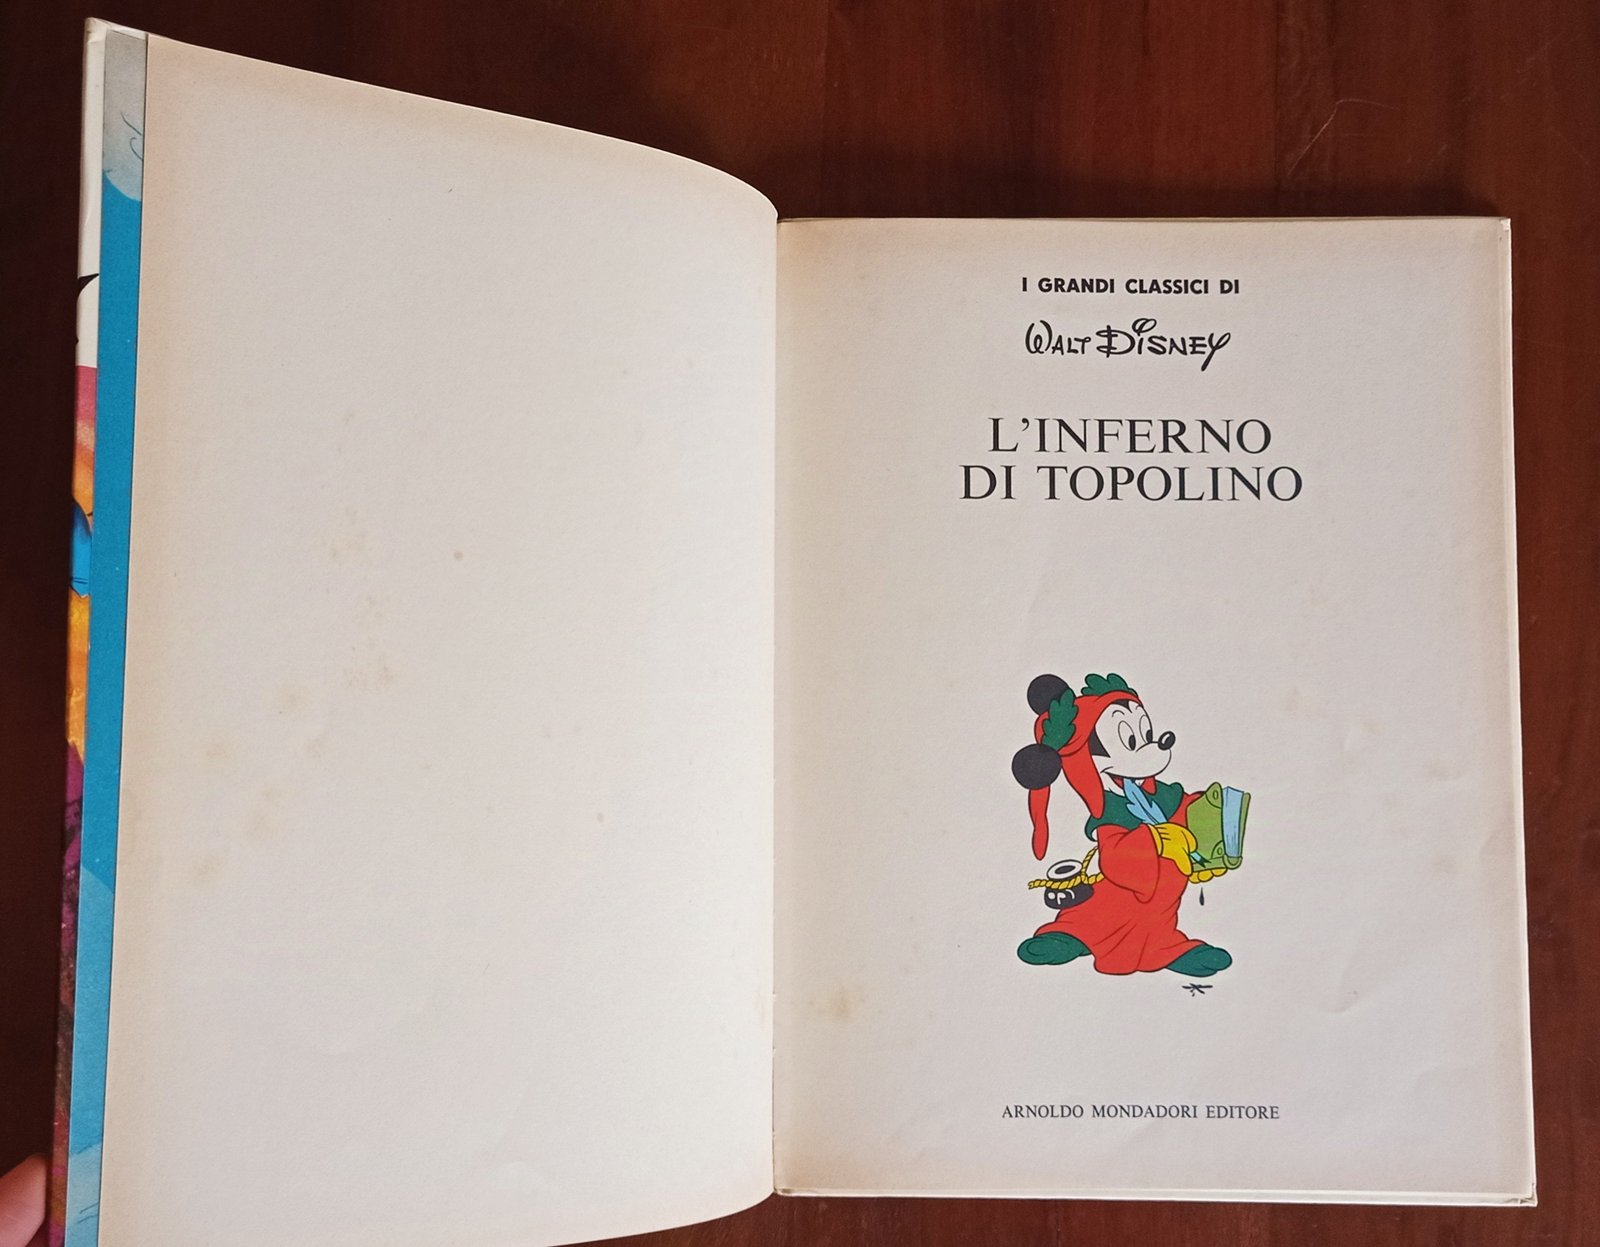 I GRANDI CLASSICI DI
WALT DISNEY
L’INFERNO
DI TOPOLINO
ARNOLDO MONDADORI EDITORE